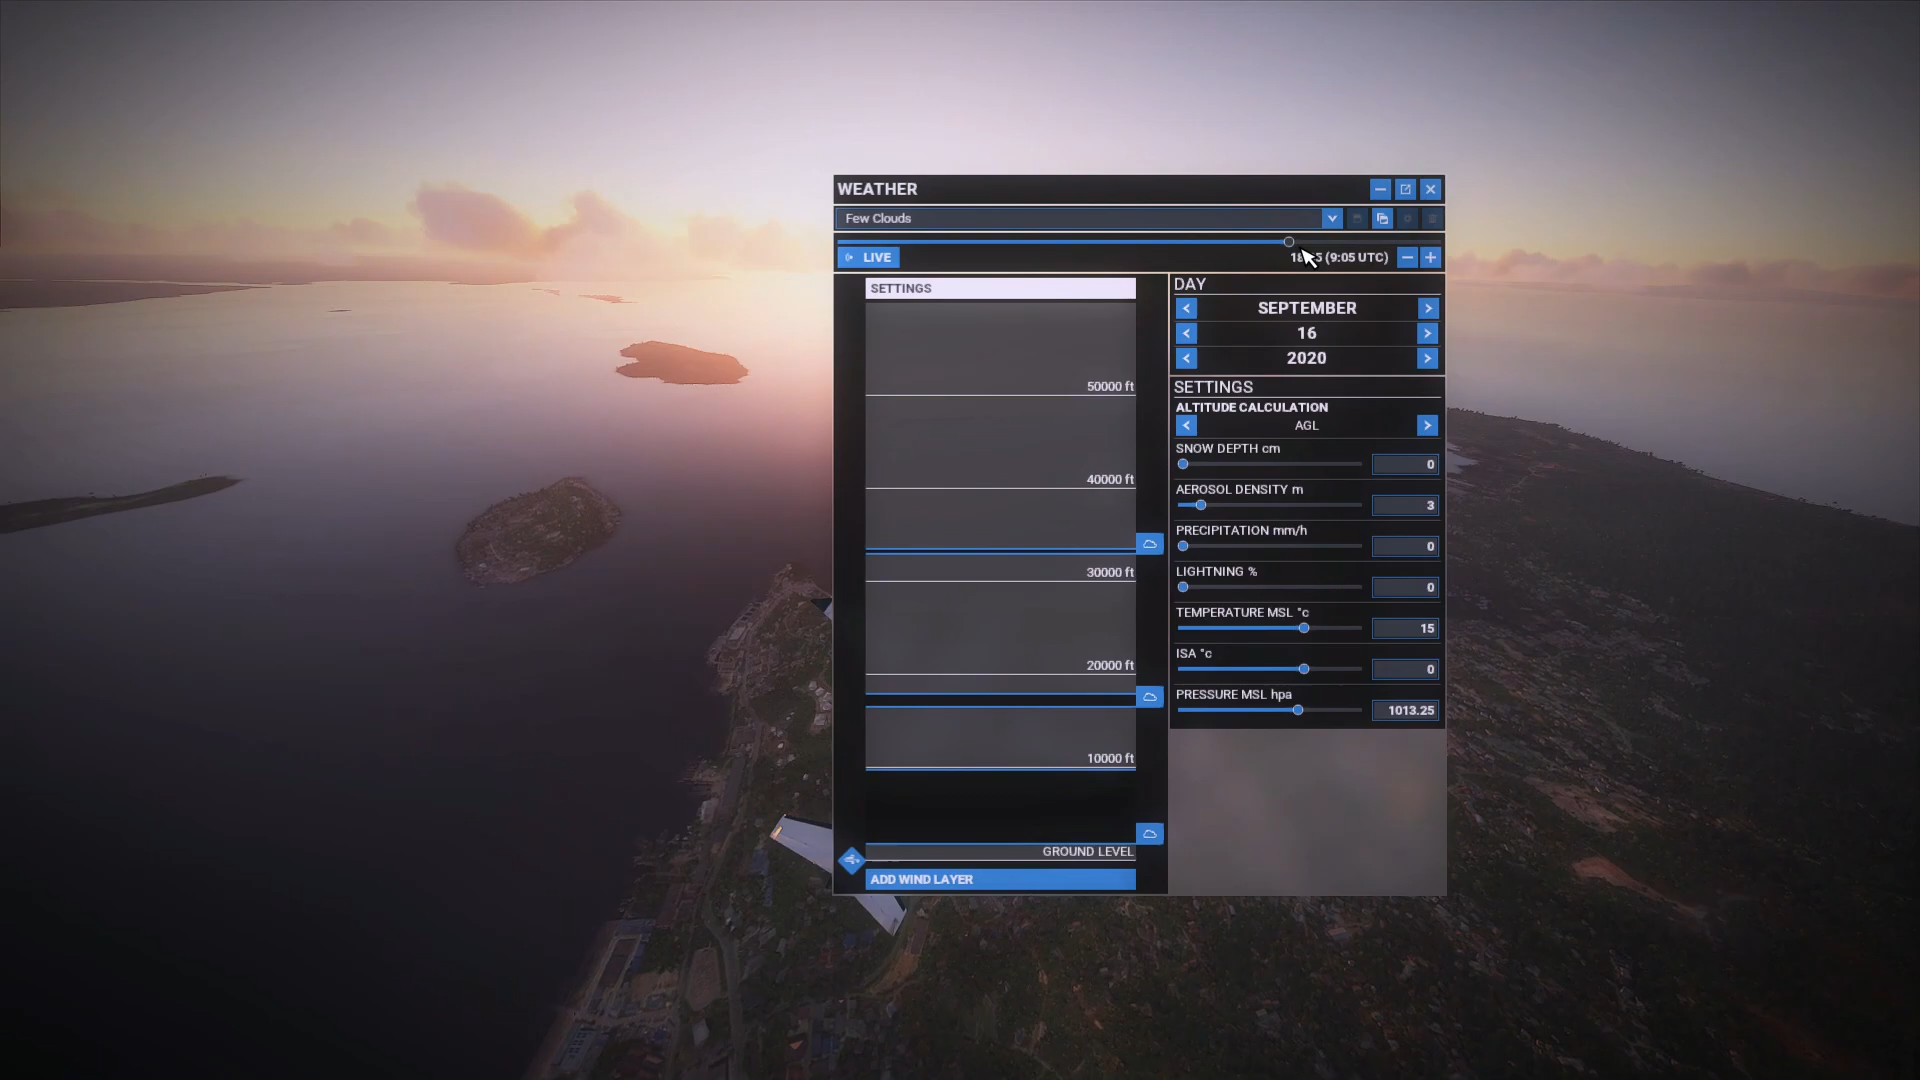 WEATHER
Few Clouds
LIVE
(9:05 UTC)
SETTINGS
50000 ft
40000 ft
30000 ft
20000 ft
10000 ft
GROUND LEVEL
ADD WIND LAYER
DAY
SEPTEMBER
16
2020
SETTINGS
ALTITUDE CALCULATION
AGL
SNOW DEPTH cm
0
AEROSOL DENSITY m
3
PRECIPITATION mm/h
0
LIGHTNING %
0
TEMPERATURE MSL °c
15
ISA °c
0
PRESSURE MSL hpa
1013.25